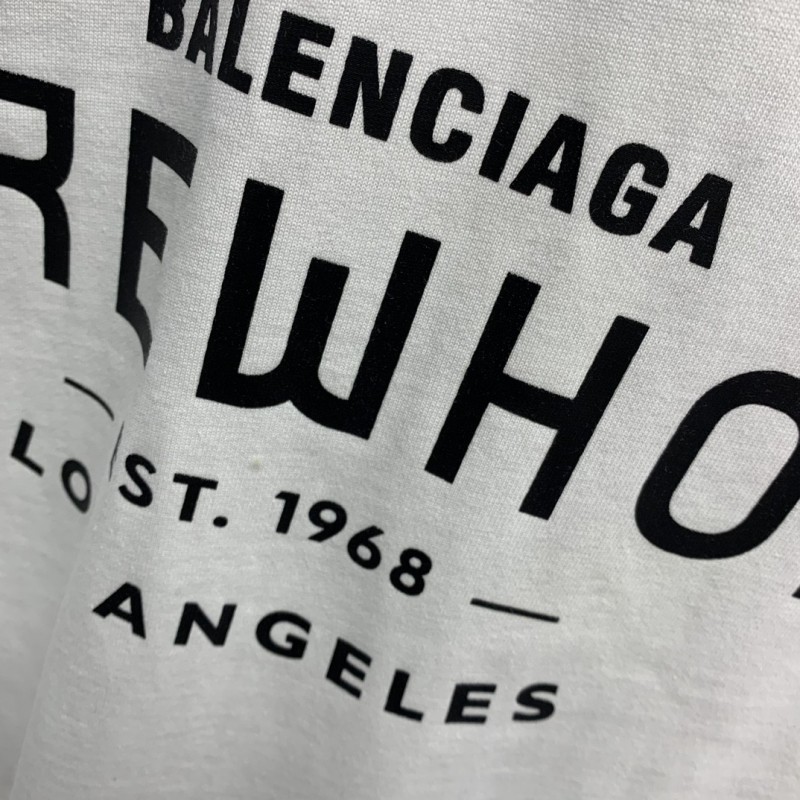 BALENCIAGA
REWHO
ST. 1968 —
LO ANGELES